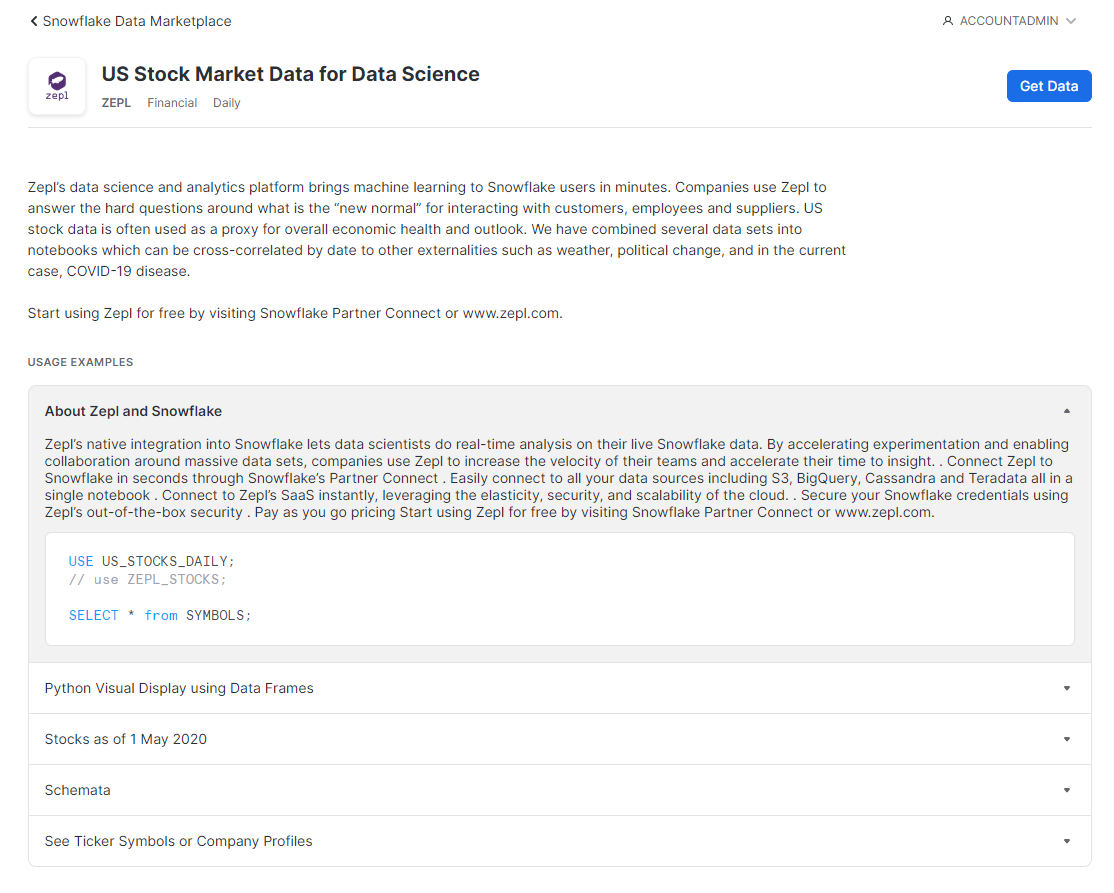 Snowflake Data Marketplace
ACCOUNTADMIN
zepl
US Stock Market Data for Data Science
ZEPL Financial Daily
Get Data
Zepl’s data science and analytics platform brings machine learning to Snowflake users in minutes. Companies use Zepl to
answer the hard questions around what is the “new normal” for interacting with customers, employees and suppliers. US
stock data is often used as a proxy for overall economic health and outlook. We have combined several data sets into
notebooks which can be cross-correlated by date to other externalities such as weather, political change, and in the current
case, COVID-19 disease.
Start using Zepl for free by visiting Snowflake Partner Connect or www.zepl.com.
USAGE EXAMPLES
About Zepl and Snowflake
Zepl’s native integration into Snowflake lets data scientists do real-time analysis on their live Snowflake data. By accelerating experimentation and enabling
collaboration around massive data sets, companies use Zepl to increase the velocity of their teams and accelerate their time to insight. . Connect Zepl to
Snowflake in seconds through Snowflake’s Partner Connect . Easily connect to all your data sources including S3, BigQuery, Cassandra and Teradata all in a
single notebook . Connect to Zepl’s SaaS instantly, leveraging the elasticity, security, and scalability of the cloud. . Secure your Snowflake credentials using
Zepl’s out-of-the-box security . Pay as you go pricing Start using Zepl for free by visiting Snowflake Partner Connect or www.zepl.com.
USE US_STOCKS_DAILY;
// use ZEPL_STOCKS;
SELECT * from SYMBOLS;
Python Visual Display using Data Frames
Stocks as of 1 May 2020
Schemata
See Ticker Symbols or Company Profiles